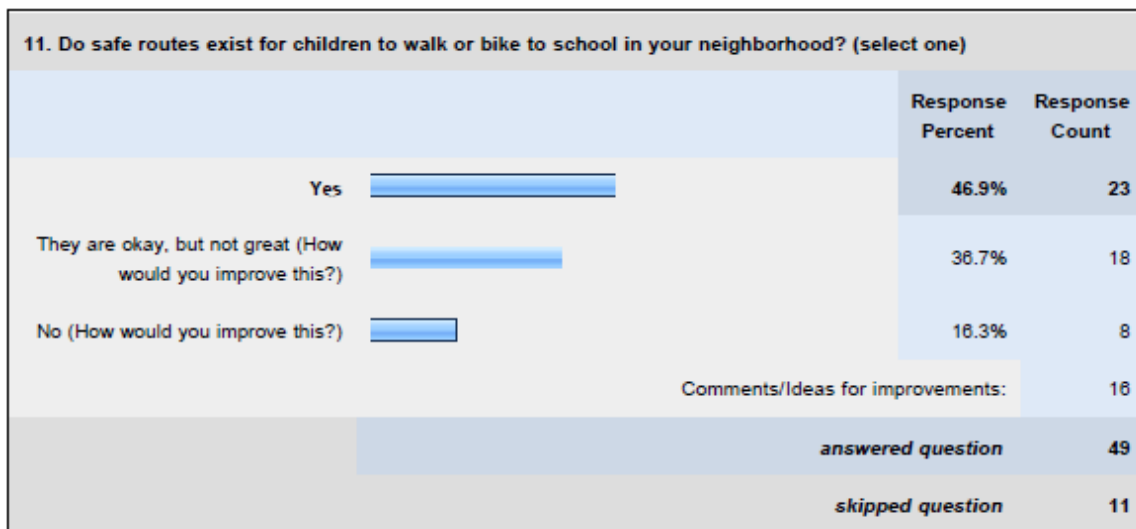 11. Do safe routes exist for children to walk or bike to school in your neighborhood? (select one)
Response Percent
Response Count
Yes 46.9% 23
They are okay, but not great (How
would you improve this?) 36.7% 18
No (How would you improve this?) 16.3% 8
Comments/Ideas for improvements: 16
answered question 49
skipped question 11